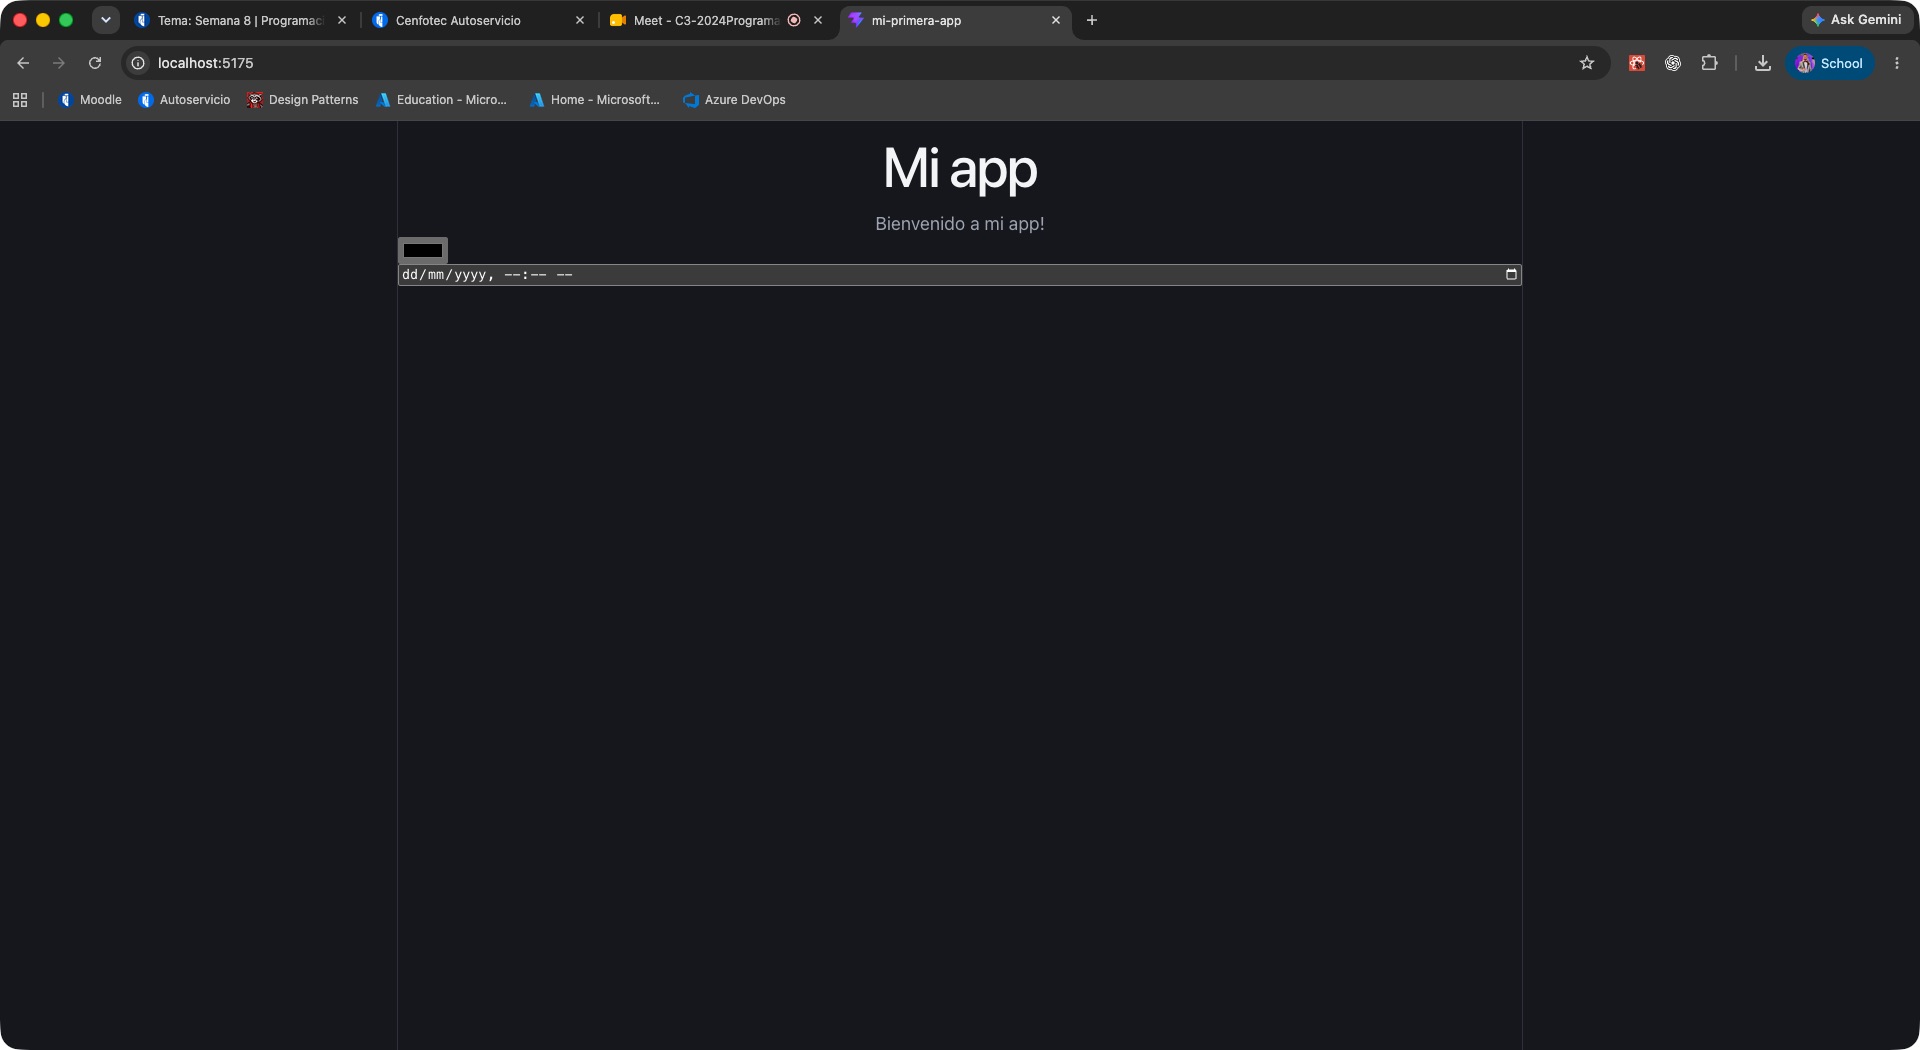 Tema: Semana 8 | Programaci
Cenfotec Autoservicio
Meet - C3-2024Programa
mi-primera-app
Ask Gemini
localhost:5175
School
Moodle
Autoservicio
Design Patterns
Education - Micro...
Home - Microsoft...
Azure DevOps
Mi app
Bienvenido a mi app!
dd/mm/yyyy, --:-- --